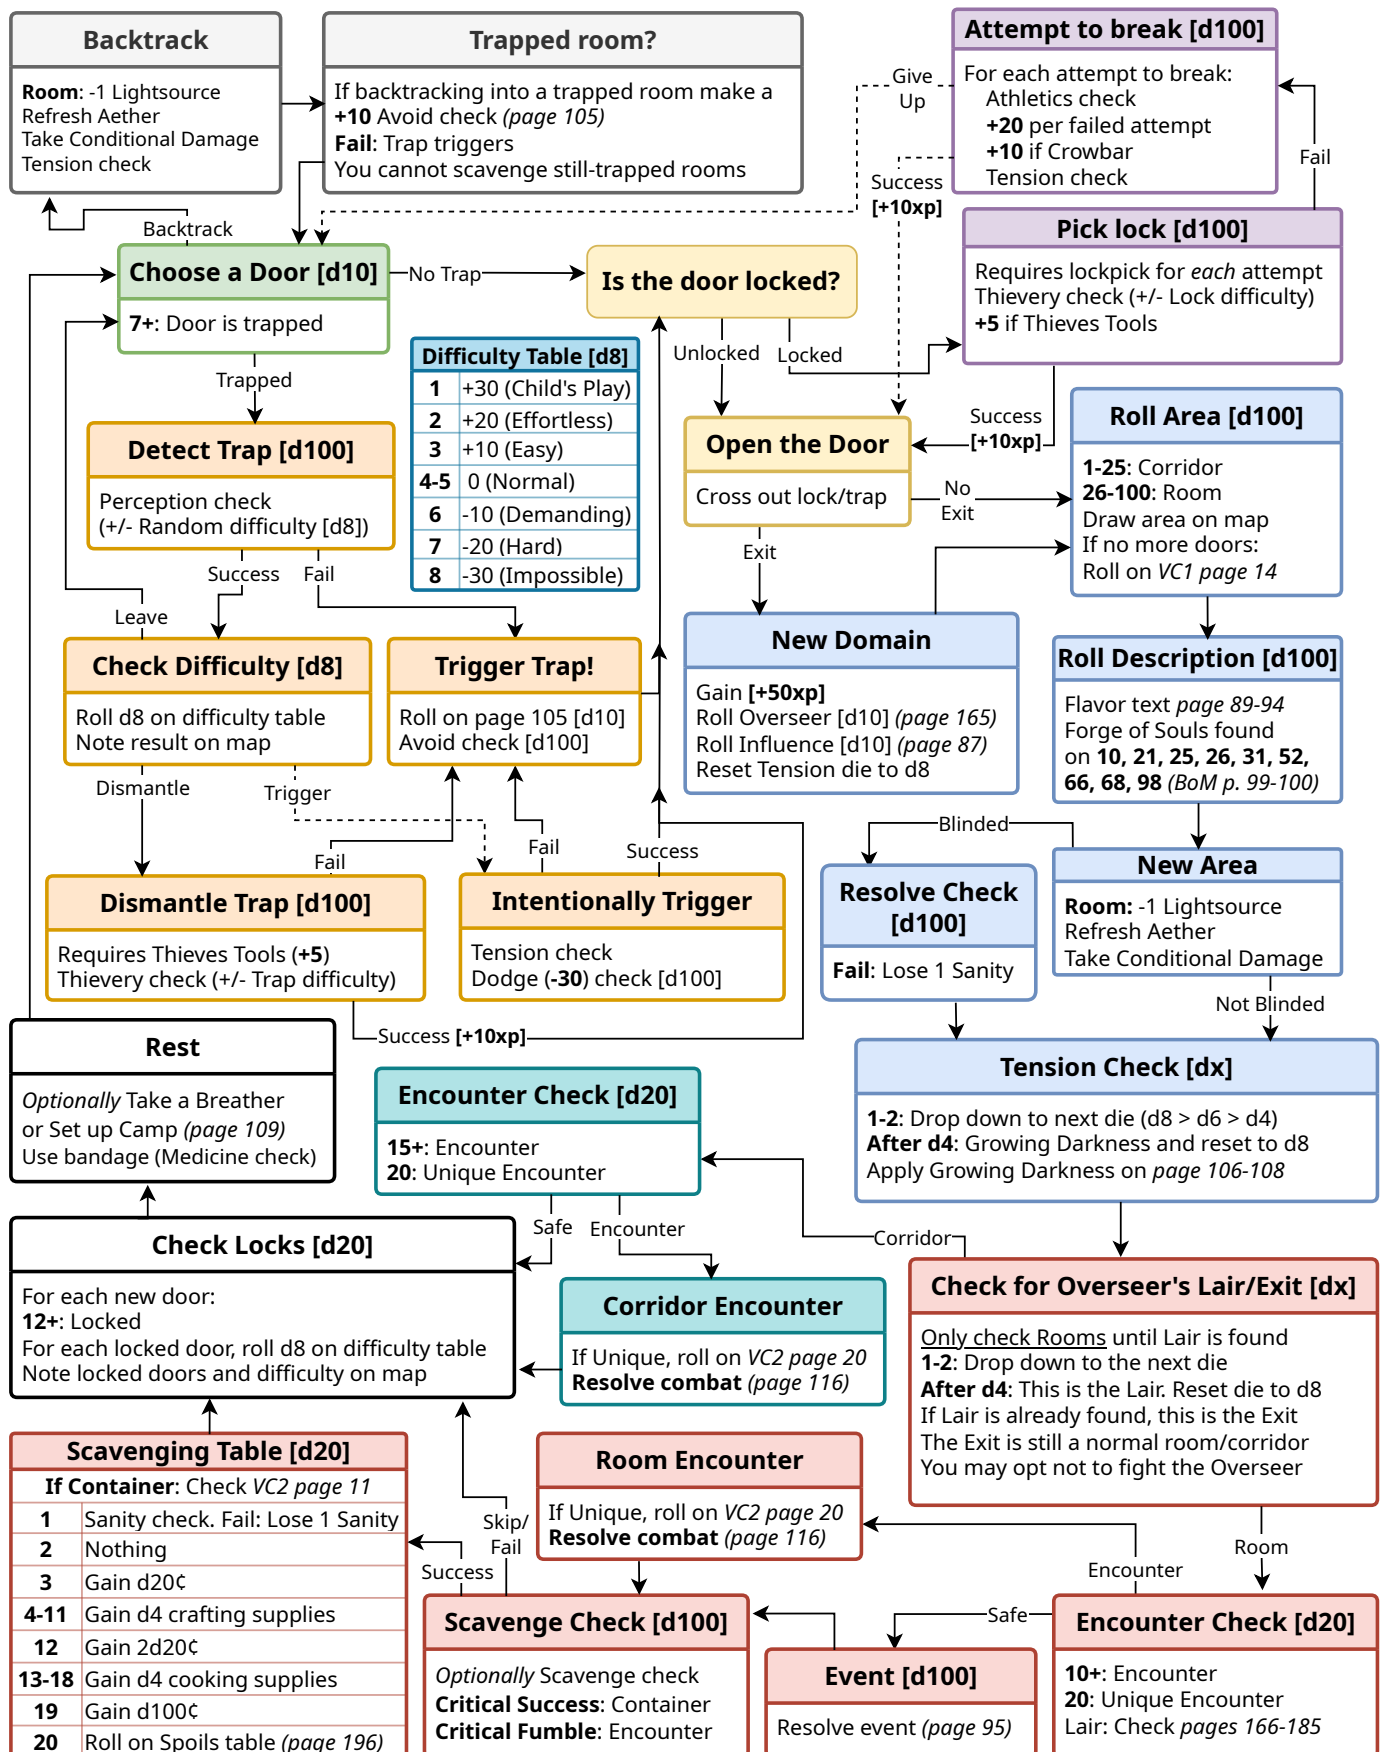 Backtrack
Room: -1 Lightsource
Refresh Aether
Take Conditional Damage
Tension check
Trapped room?
If backtracking into a trapped room make a
+10 Avoid check (page 105)
Fail: Trap triggers
You cannot scavenge still-trapped rooms
Attempt to break [d100]
For each attempt to break:
Athletics check
+20 per failed attempt
+10 if Crowbar
Tension check
Give
Up
Success
[+10xp]
Fail
Pick lock [d100]
Requires lockpick for each attempt
Thievery check (+/- Lock difficulty)
+5 if Thieves Tools
Backtrack
Choose a Door [d10]
7+: Door is trapped
No Trap
Is the door locked?
Unlocked
Locked
Trapped
Difficulty Table [d8]
1 +30 (Child's Play)
2 +20 (Effortless)
3 +10 (Easy)
4-5 0 (Normal)
6 -10 (Demanding)
7 -20 (Hard)
8 -30 (Impossible)
Success
[+10xp]
Open the Door
Cross out lock/trap
No
Exit
Exit
Roll Area [d100]
1-25: Corridor
26-100: Room
Draw area on map
If no more doors:
Roll on VC1 page 14
Detect Trap [d100]
Perception check
(+/- Random difficulty [d8])
Success
Fail
Leave
Check Difficulty [d8]
Roll d8 on difficulty table
Note result on map
Trigger Trap!
Roll on page 105 [d10]
Avoid check [d100]
New Domain
Gain [+50xp]
Roll Overseer [d10] (page 165)
Roll Influence [d10] (page 87)
Reset Tension die to d8
Roll Description [d100]
Flavor text page 89-94
Forge of Souls found
on 10, 21, 25, 26, 31, 52,
66, 68, 98 (BoM p. 99-100)
Dismantle
Trigger
Fail
Fail
Success
Blinded
Dismantle Trap [d100]
Requires Thieves Tools (+5)
Thievery check (+/- Trap difficulty)
Intentionally Trigger
Tension check
Dodge (-30) check [d100]
Resolve Check
[d100]
Fail: Lose 1 Sanity
New Area
Room: -1 Lightsource
Refresh Aether
Take Conditional Damage
Not Blinded
Success [+10xp]
Rest
Optionally Take a Breather
or Set up Camp (page 109)
Use bandage (Medicine check)
Encounter Check [d20]
15+: Encounter
20: Unique Encounter
Tension Check [dx]
1-2: Drop down to next die (d8 > d6 > d4)
After d4: Growing Darkness and reset to d8
Apply Growing Darkness on page 106-108
Safe
Encounter
Corridor
Check Locks [d20]
For each new door:
12+: Locked
For each locked door, roll d8 on difficulty table
Note locked doors and difficulty on map
Corridor Encounter
If Unique, roll on VC2 page 20
Resolve combat (page 116)
Check for Overseer's Lair/Exit [dx]
Only check Rooms until Lair is found
1-2: Drop down to the next die
After d4: This is the Lair. Reset die to d8
If Lair is already found, this is the Exit
The Exit is still a normal room/corridor
You may opt not to fight the Overseer
Scavenging Table [d20]
If Container: Check VC2 page 11
1 Sanity check. Fail: Lose 1 Sanity
2 Nothing
3 Gain d20¢
4-11 Gain d4 crafting supplies
12 Gain 2d20¢
13-18 Gain d4 cooking supplies
19 Gain d100¢
20 Roll on Spoils table (page 196)
Skip/
Fail
Success
Room Encounter
If Unique, roll on VC2 page 20
Resolve combat (page 116)
Room
Encounter
Safe
Scavenge Check [d100]
Optionally Scavenge check
Critical Success: Container
Critical Fumble: Encounter
Event [d100]
Resolve event (page 95)
Encounter Check [d20]
10+: Encounter
20: Unique Encounter
Lair: Check pages 166-185